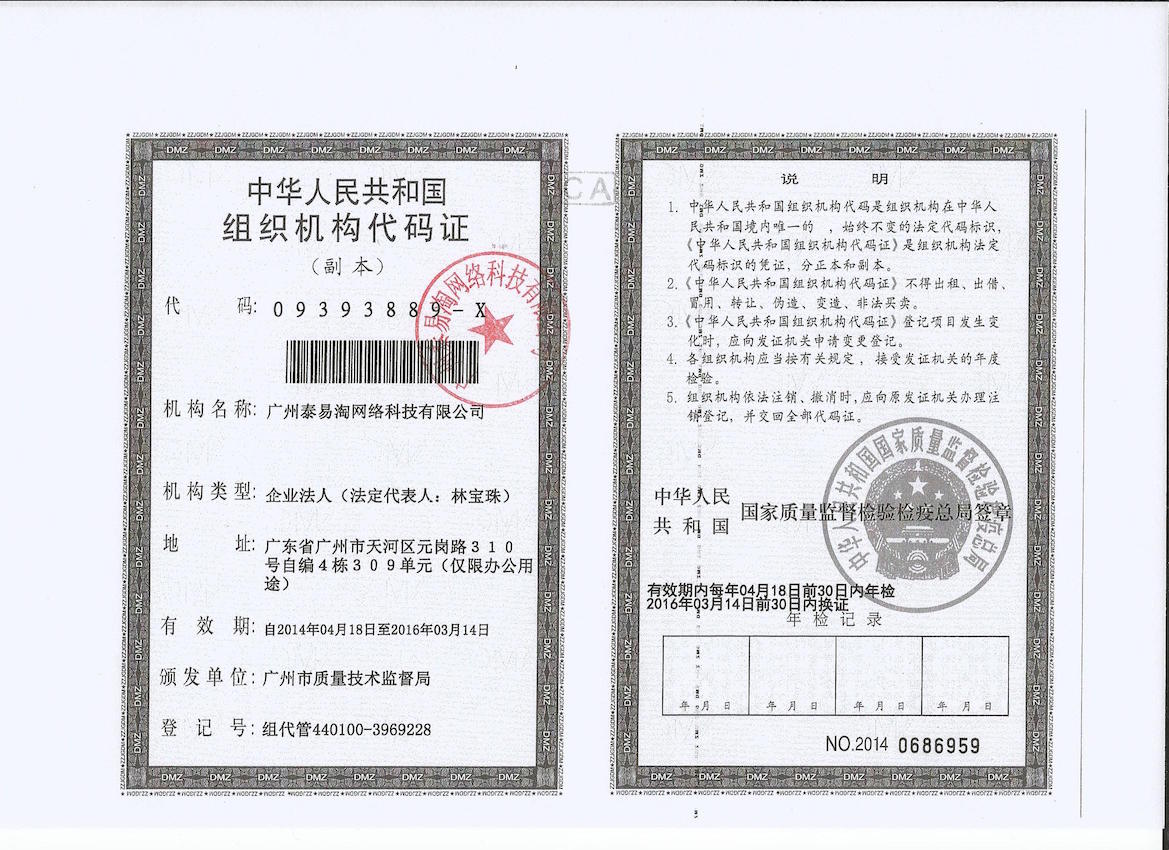 中华人民共和国
组织机构代码证
（副本）
代 码: 09393889-X
机构名称: 广州泰易淘网络科技有限公司
机构类型: 企业法人（法定代表人：林宝珠）
地 址: 广东省广州市天河区元岗路310
号自编4栋309单元（仅限办公用
途）
有 效 期: 自2014年04月18日至2016年03月14日
颁发单位: 广州市质量技术监督局
登 记 号: 组代管440100-3969228
CA
说 明
1. 中华人民共和国组织机构代码是组织机构在中华人
民共和国境内唯一的 ，始终不变的法定代码标识，
《中华人民共和国组织机构代码证》是组织机构法定
代码标识的凭证，分正本和副本。
2.《中华人民共和国组织机构代码证》不得出租、出借、
冒用、转让、伪造、变造、非法买卖。
3.《中华人民共和国组织机构代码证》登记项目发生变
化时，应向发证机关申请变更登记。
4. 各组织机构应当按有关规定，接受发证机关的年度
检验。
5. 组织机构依法注销、撤消时，应向原发证机关办理注
销登记，并交回全部代码证。
中华人民
共和国
国家质量监督检验检疫总局签章
中华人民共和国国家质量监督检验检疫总局
有效期内每年04月18日前30日内年检
2016年03月14日前30日内换证
年检记录
年 月 日 年 月 日 年 月 日 年 月 日
NO.2014 0686959